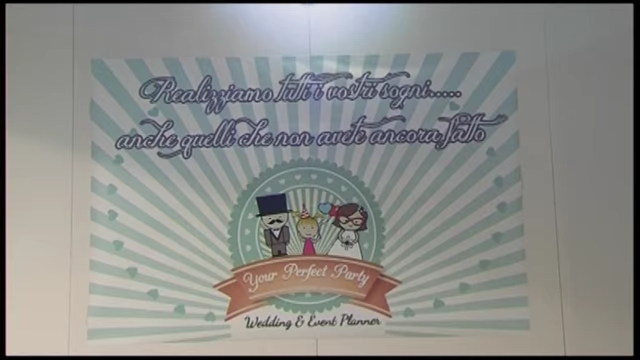 Realizziamo tutti i vostri sogni.....
anche quelli che non avete ancora fatto
Your Perfect Party
Wedding & Event Planner